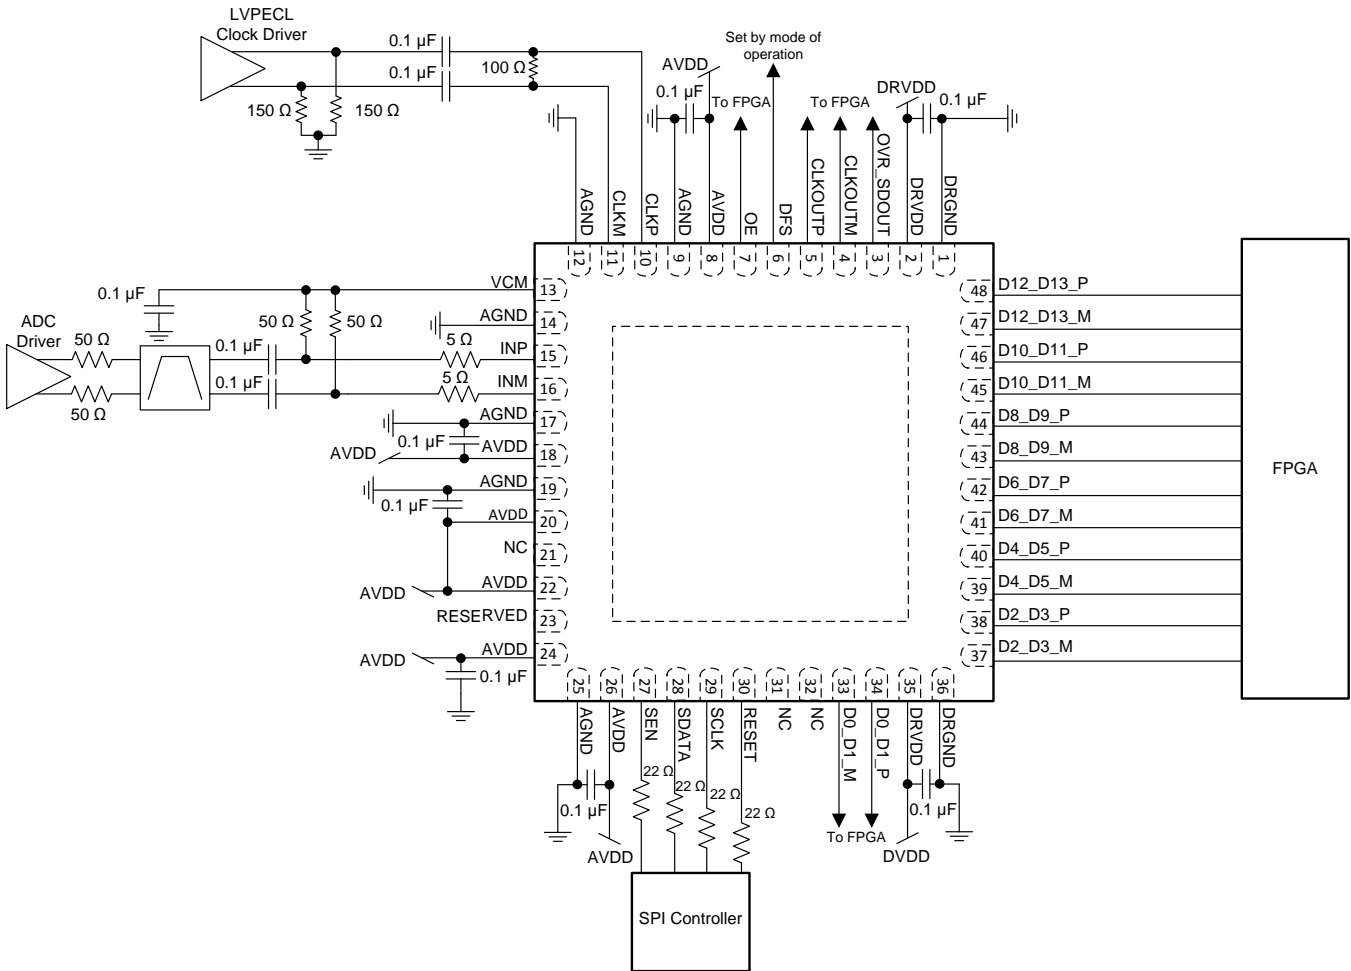 LVPECL
Clock Driver
0.1 µF
0.1 µF
100 Ω
150 Ω
150 Ω
Set by mode of
operation
AVDD
0.1 µF
To FPGA
To FPGA
DRVDD
0.1 µF
AGND
CLKM
CLKP
AGND
AVDD
OE
DFS
CLKOUTP
CLKOUTM
OVR_SDOUT
DRVDD
DRGND
12
11
10
9
8
7
6
5
4
3
2
1
VCM
13
0.1 µF
AGND
14
50 Ω
50 Ω
ADC
Driver
50 Ω
50 Ω
0.1 µF
0.1 µF
5 Ω
5 Ω
INP
15
INM
16
AGND
17
0.1 µF
AVDD
AVDD
18
AGND
19
0.1 µF
AVDD
20
NC
21
AVDD
AVDD
22
RESERVED
23
AVDD
AVDD
24
0.1 µF
48
D12_D13_P
47
D12_D13_M
46
D10_D11_P
45
D10_D11_M
44
D8_D9_P
43
D8_D9_M
42
D6_D7_P
41
D6_D7_M
40
D4_D5_P
39
D4_D5_M
38
D2_D3_P
37
D2_D3_M
FPGA
25
26
27
28
29
30
31
32
33
34
35
36
AGND
AVDD
SEN
SDATA
SCLK
RESET
NC
NC
D0_D1_M
D0_D1_P
DRVDD
DRGND
22 Ω
22 Ω
22 Ω
22 Ω
0.1 µF
0.1 µF
To FPGA
AVDD
DVDD
SPI Controller